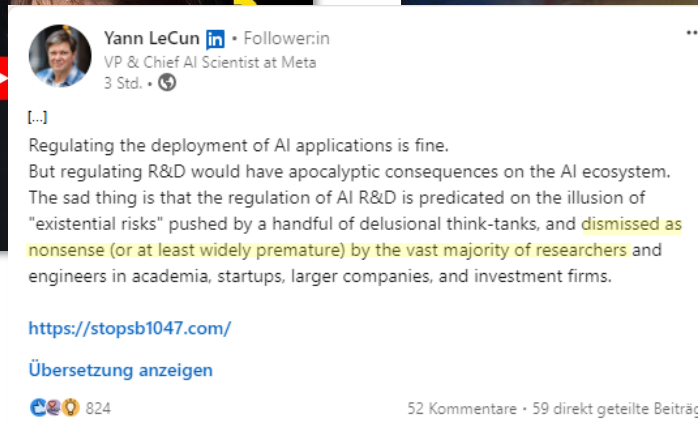 Yann LeCun in • Follower:in
VP & Chief AI Scientist at Meta
3 Std. •
[...]
Regulating the deployment of AI applications is fine.
But regulating R&D would have apocalyptic consequences on the AI ecosystem.
The sad thing is that the regulation of AI R&D is predicated on the illusion of
"existential risks" pushed by a handful of delusional think-tanks, and dismissed as
nonsense (or at least widely premature) by the vast majority of researchers and
engineers in academia, startups, larger companies, and investment firms.
https://stopsb1047.com/
Übersetzung anzeigen
824
52 Kommentare • 59 direkt geteilte Beiträg